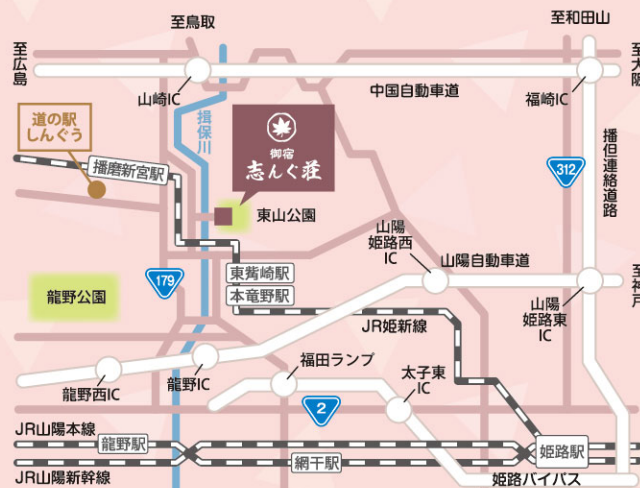 至鳥取
至和田山
至広島
至大阪
山崎IC
中国自動車道
福崎IC
道の駅
しんぐう
揖保川
御宿
志んぐ荘
播磨新宮駅
312
播但連絡道路
東山公園
山陽
姫路西
IC
山陽自動車道
東觜崎駅
179
本竜野駅
至神戸
龍野公園
山陽
姫路東
IC
JR姫新線
龍野IC
福田ランプ
龍野西IC
太子東
IC
2
JR山陽本線
龍野駅
網干駅
姫路駅
JR山陽新幹線
姫路バイパス